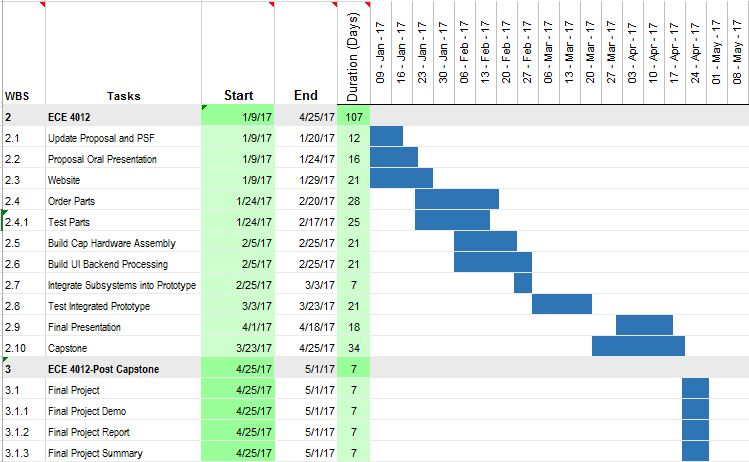 WBS Tasks Start End Duration (Days) 09 - Jan - 17 16 - Jan - 17 23 - Jan - 17 30 - Jan - 17 06 - Feb - 17 13 - Feb - 17 20 - Feb - 17 27 - Feb - 17 06 - Mar - 17 13 - Mar - 17 20 - Mar - 17 27 - Mar - 17 03 - Apr - 17 10 - Apr - 17 17 - Apr - 17 24 - Apr - 17 01 - May - 17 08 - May - 17
2 ECE 4012 1/9/17 4/25/17 107
2.1 Update Proposal and PSF 1/9/17 1/20/17 12
2.2 Proposal Oral Presentation 1/9/17 1/24/17 16
2.3 Website 1/9/17 1/29/17 21
2.4 Order Parts 1/24/17 2/20/17 28
2.4.1 Test Parts 1/24/17 2/17/17 25
2.5 Build Cap Hardware Assembly 2/5/17 2/25/17 21
2.6 Build UI Backend Processing 2/5/17 2/25/17 21
2.7 Integrate Subsystems into Prototype 2/25/17 3/3/17 7
2.8 Test Integrated Prototype 3/3/17 3/23/17 21
2.9 Final Presentation 4/1/17 4/18/17 18
2.10 Capstone 3/23/17 4/25/17 34
3 ECE 4012-Post Capstone 4/25/17 5/1/17 7
3.1 Final Project 4/25/17 5/1/17 7
3.1.1 Final Project Demo 4/25/17 5/1/17 7
3.1.2 Final Project Report 4/25/17 5/1/17 7
3.1.3 Final Project Summary 4/25/17 5/1/17 7